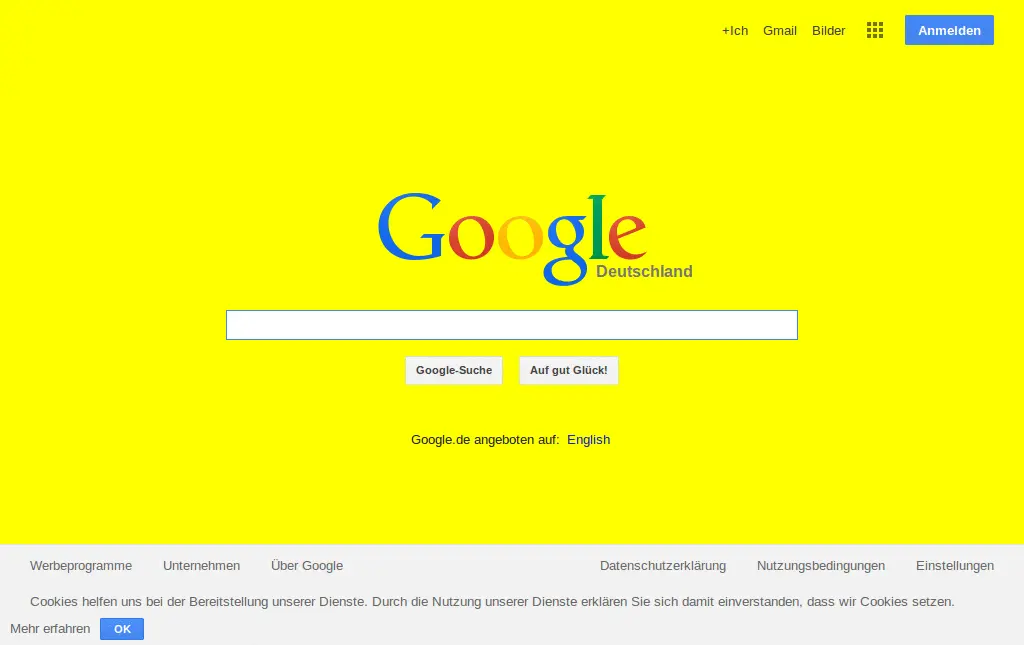 +Ich Gmail Bilder Anmelden
Google
Deutschland
Google-Suche Auf gut Glück!
Google.de angeboten auf: English
Werbeprogramme Unternehmen Über Google Datenschutzerklärung Nutzungsbedingungen Einstellungen
Cookies helfen uns bei der Bereitstellung unserer Dienste. Durch die Nutzung unserer Dienste erklären Sie sich damit einverstanden, dass wir Cookies setzen.
Mehr erfahren OK